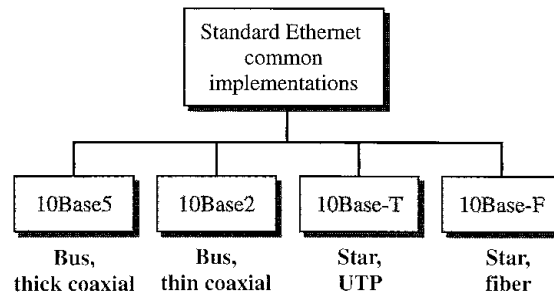 Standard Ethernet
common
implementations
10Base5
10Base2
10Base-T
10Base-F
Bus,
thick coaxial
Bus,
thin coaxial
Star,
UTP
Star,
fiber